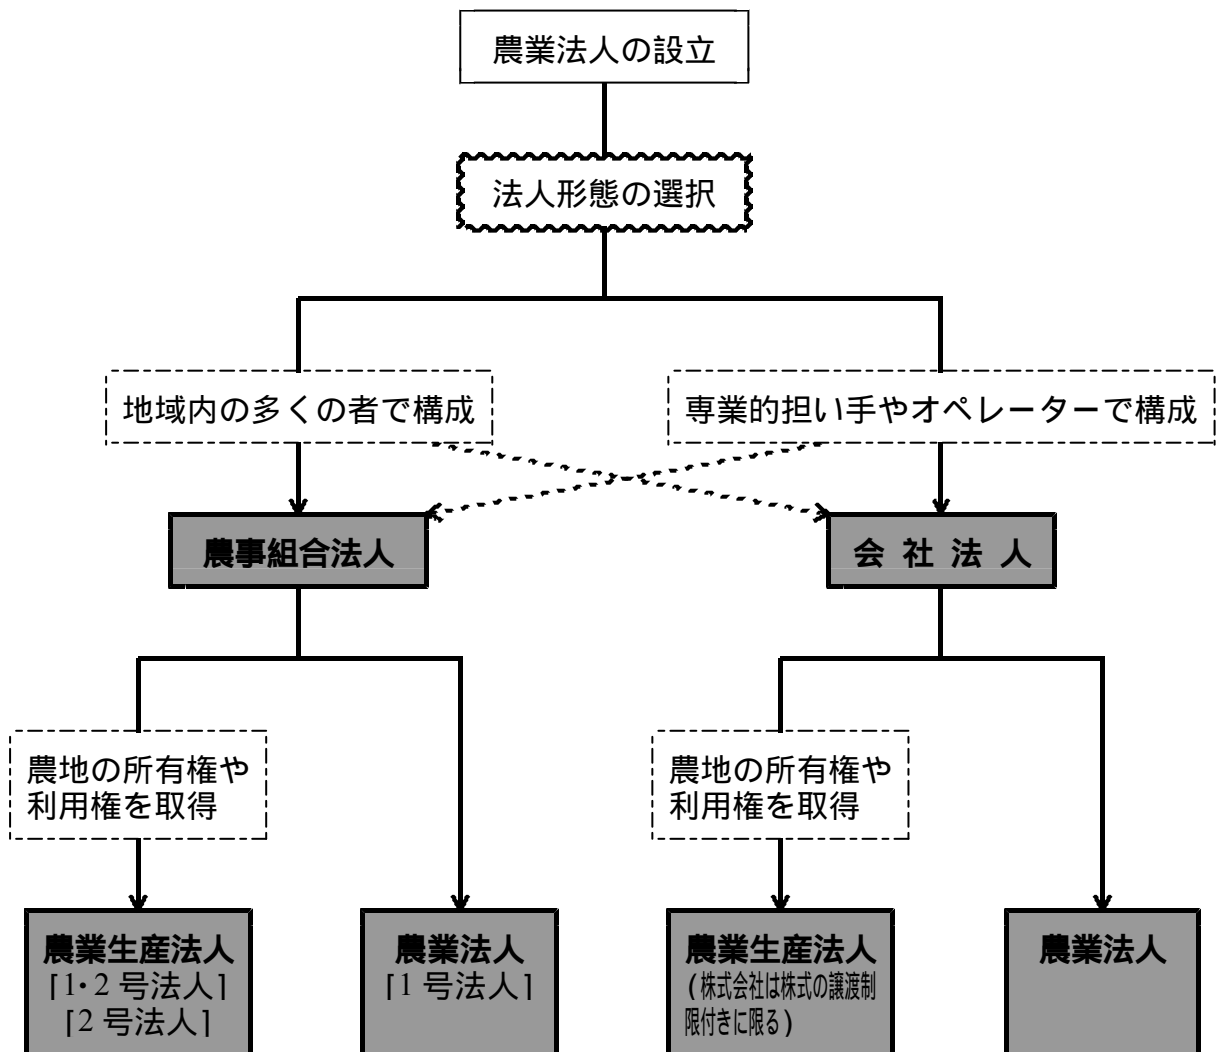 農業法人の設立
法人形態の選択
地域内の多くの者で構成
専業的担い手やオペレーターで構成
農事組合法人
会社法人
農地の所有権や
利用権を取得
農地の所有権や
利用権を取得
農業生産法人
[1・2号法人]
[2号法人]
農業法人
[1号法人]
農業生産法人
(株式会社は株式の譲渡制
限付きに限る)
農業法人